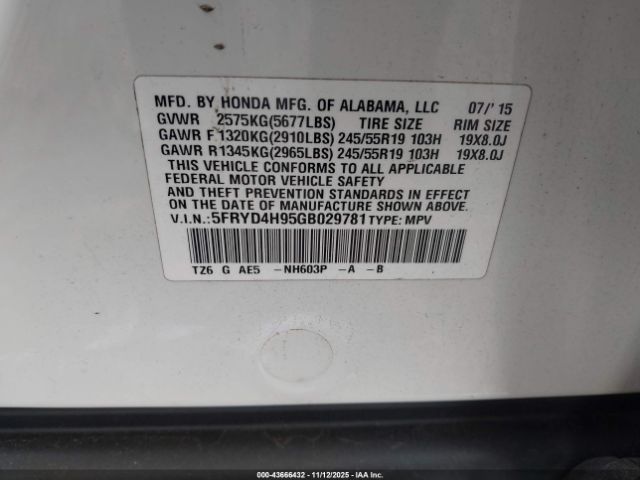 MFD. BY HONDA MFG. OF ALABAMA, LLC 07/'15
GVWR 2575KG(5677LBS) TIRE SIZE RIM SIZE
GAWR F 1320KG(2910LBS) 245/55R19 103H 19X8.0J
GAWR R1345KG(2965LBS) 245/55R19 103H 19X8.0J
THIS VEHICLE CONFORMS TO ALL APPLICABLE
FEDERAL MOTOR VEHICLE SAFETY
AND THEFT PREVENTION STANDARDS IN EFFECT
ON THE DATE OF MANUFACTURE SHOWN ABOVE.
V.I.N.:5FRYD4H95GB029781 TYPE: MPV
TZ6 G AE5 -NH603P -A -B
000-43666432 - 11/12/2025 - IAA Inc.